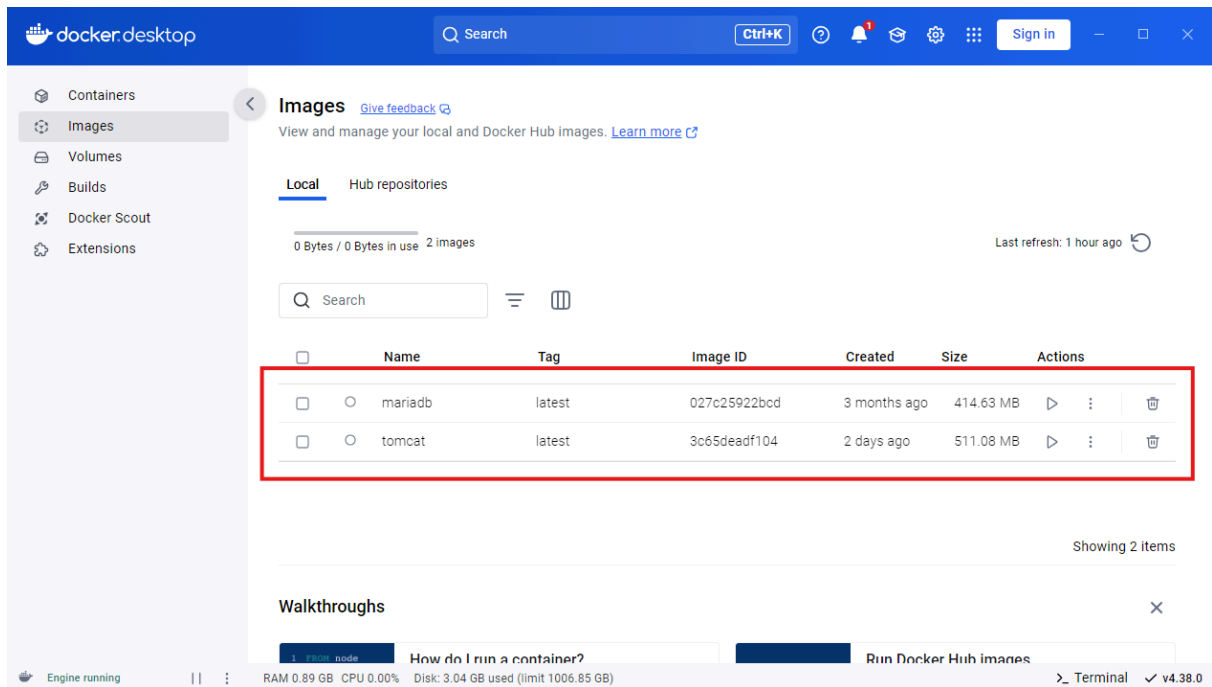 docker.desktop Search Ctrl+K 1 Sign in
Containers
Images
Volumes
Builds
Docker Scout
Extensions
Images Give feedback
View and manage your local and Docker Hub images. Learn more
Local Hub repositories
0 Bytes / 0 Bytes in use 2 images Last refresh: 1 hour ago
Search
Name Tag Image ID Created Size Actions
mariadb latest 027c25922bcd 3 months ago 414.63 MB
tomcat latest 3c65deadf104 2 days ago 511.08 MB
Showing 2 items
Walkthroughs
1 FROM node How do I run a container? Run Docker Hub images
Engine running RAM 0.89 GB CPU 0.00% Disk: 3.04 GB used (limit 1006.85 GB) >_ Terminal v4.38.0